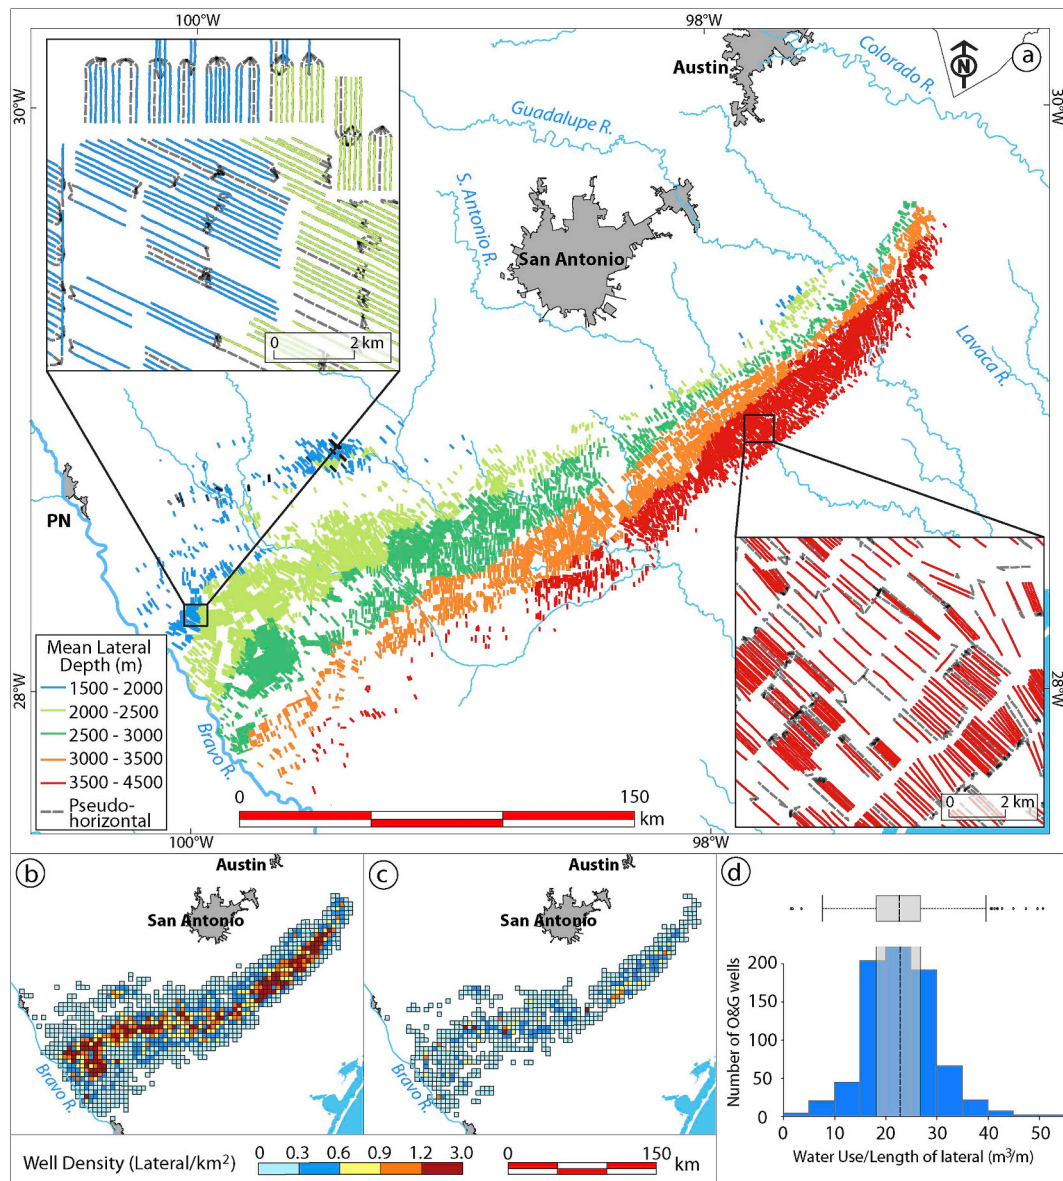 100°W
98°W
a
N
Austin
Colorado R.
30°W
30°W
Guadalupe R.
S. Antonio R.
San Antonio
Lavaca R.
0
2 km
PN
Mean Lateral
Depth (m)
1500 - 2000
2000 -2500
2500 - 3000
3000 - 3500
3500 - 4500
Pseudo-
horizontal
28°W
28°W
Bravo R.
0
150
km
0
2 km
100°W
98°W
b
Austin
San Antonio
Bravo R.
c
Austin
San Antonio
Bravo R.
d
Number of O&G wells
200
150
100
50
0
0
10
20
30
40
50
Water Use/Length of lateral (m³/m)
Well Density (Lateral/km²)
0
0.3
0.6
0.9
1.2
3.0
0
150
km